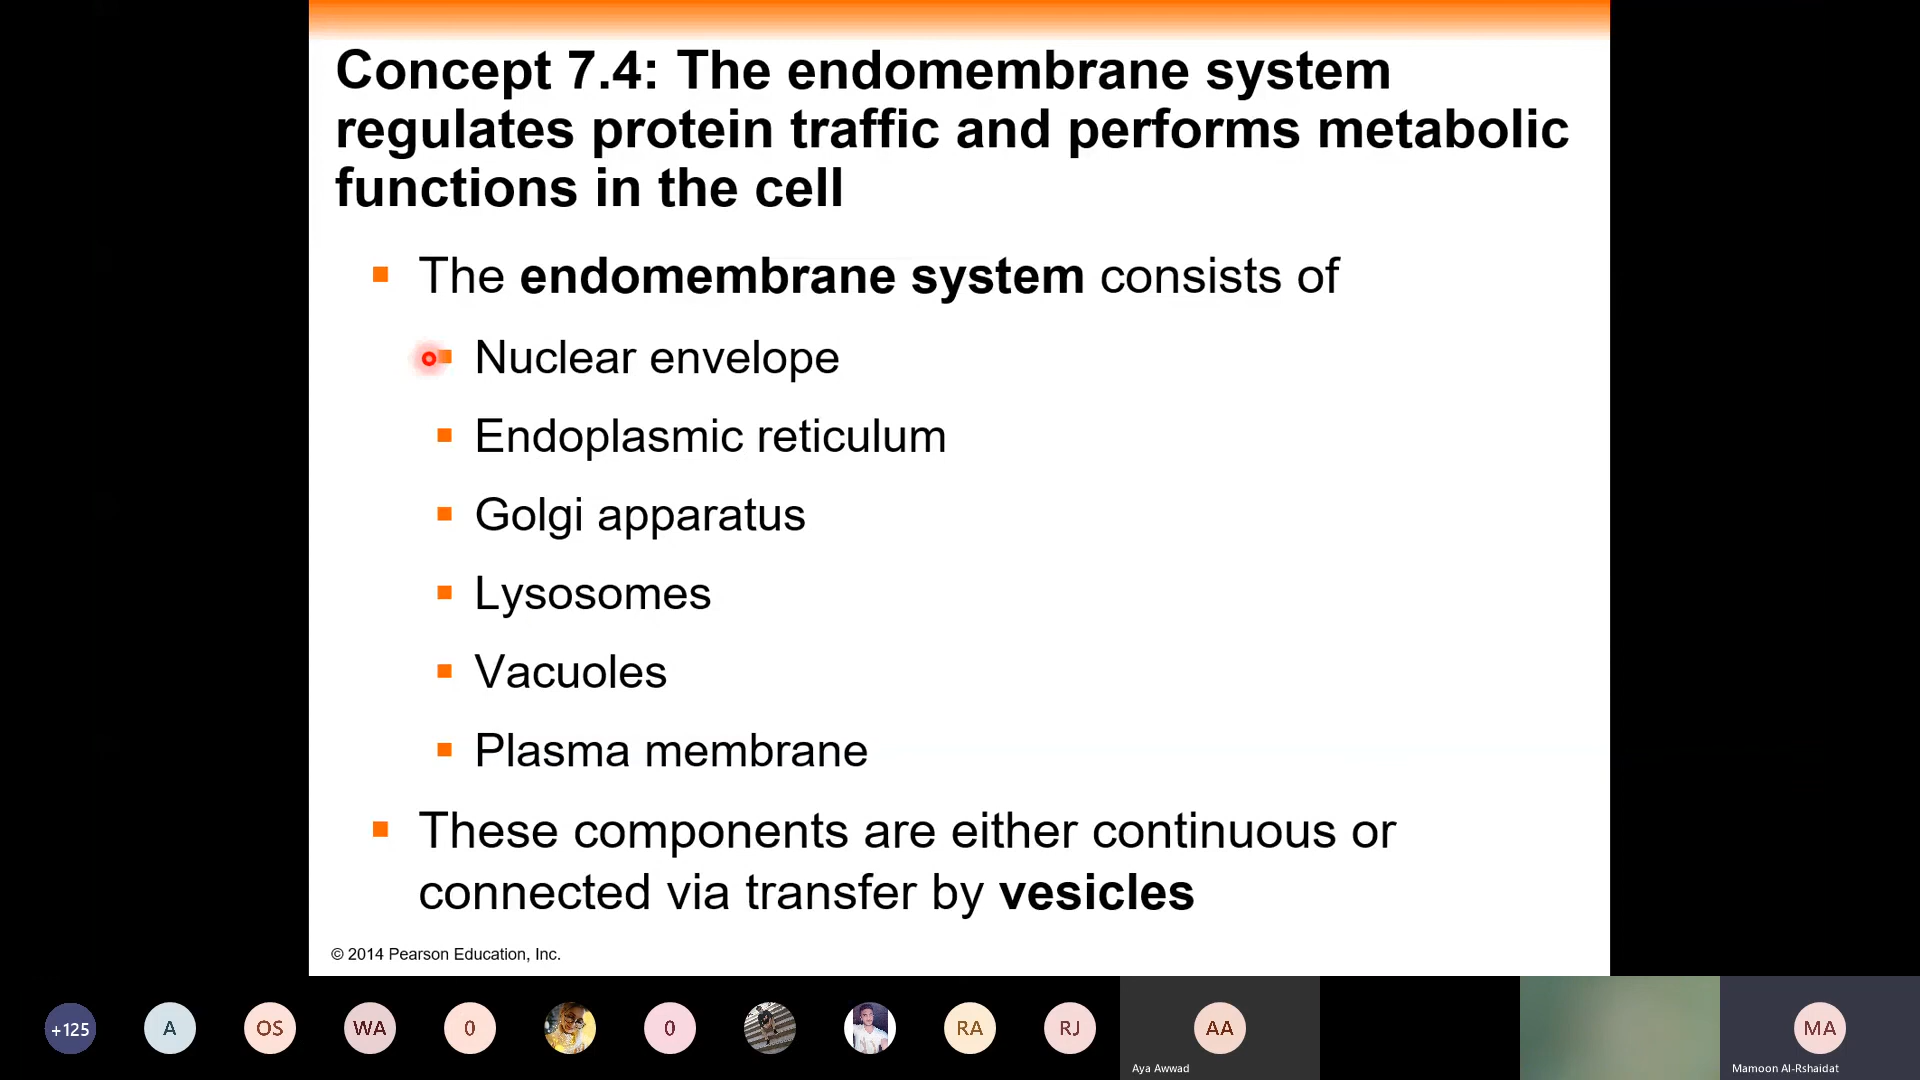 Concept 7.4: The endomembrane system
regulates protein traffic and performs metabolic
functions in the cell
The endomembrane system consists of
Nuclear envelope
Endoplasmic reticulum
Golgi apparatus
Lysosomes
Vacuoles
Plasma membrane
These components are either continuous or
connected via transfer by vesicles
© 2014 Pearson Education, Inc.
+125
A
OS
WA
0
0
RA
RJ
AA
MA
Aya Awwad
Mamoon Al-Rshaidat